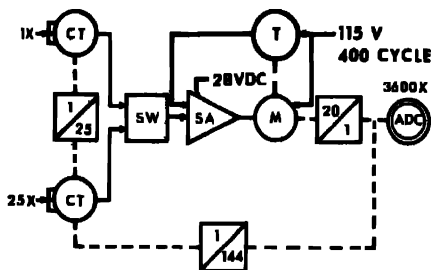 1X
CT
T
115 V
400 CYCLE
28VDC
3600X
1/25
SW
SA
M
20/1
ADC
25X
CT
1/144